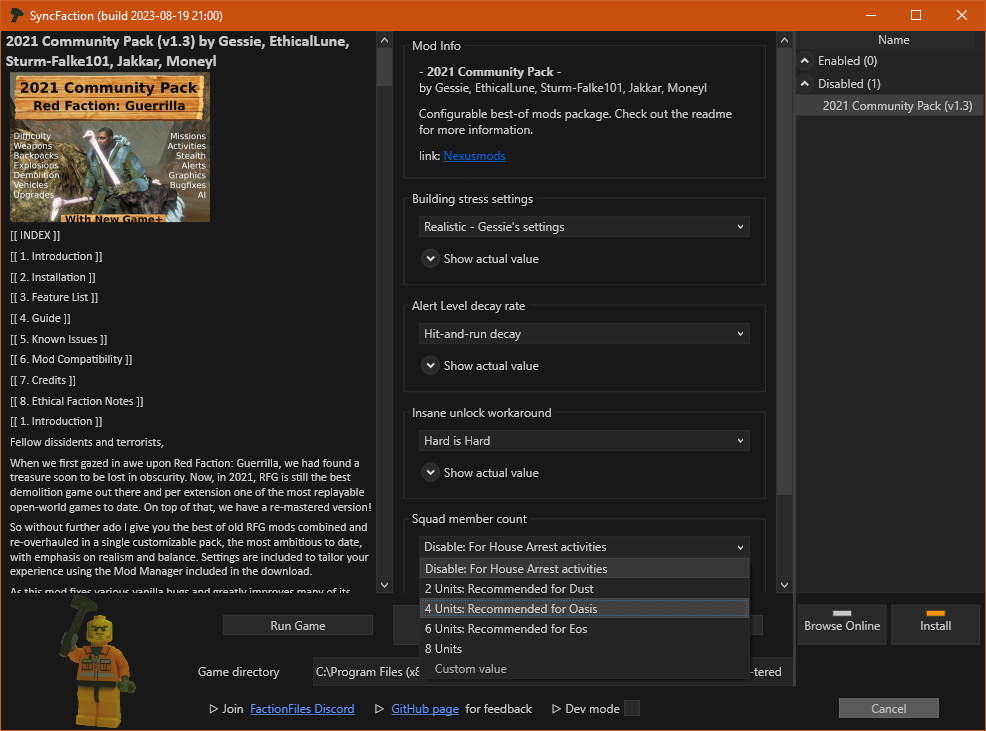 SyncFaction (build 2023-08-19 21:00)
2021 Community Pack (v1.3) by Gessie, EthicalLune,
Sturm-Falke101, Jakkar, Moneyl
2021 Community Pack
Red Faction: Guerrilla
Difficulty
Weapons
Backpacks
Explosions
Demolition
Vehicles
Upgrades
Missions
Activities
Stealth
Alerts
Graphics
Bugfixes
AI
With New Game+
[[ INDEX ]]
[[ 1. Introduction ]]
[[ 2. Installation ]]
[[ 3. Feature List ]]
[[ 4. Guide ]]
[[ 5. Known Issues ]]
[[ 6. Mod Compatibility ]]
[[ 7. Credits ]]
[[ 8. Ethical Faction Notes ]]
[[ 1. Introduction ]]
Fellow dissidents and terrorists,
When we first gazed in awe upon Red Faction: Guerrilla, we had found a
treasure soon to be lost in obscurity. Now, in 2021, RFG is still the best
demolition game out there and per extension one of the most replayable
open-world games to date. On top of that, we have a re-mastered version!
So without further ado I give you the best of old RFG mods combined and
re-overhauled in a single customizable pack, the most ambitious to date,
with emphasis on realism and balance. Settings are included to tailor your
experience using the Mod Manager included in the download.
As this mod fixes various vanilla bugs and greatly improves many of its
Mod Info
- 2021 Community Pack -
by Gessie, EthicalLune, Sturm-Falke101, Jakkar, Moneyl
Configurable best-of mods package. Check out the readme
for more information.
link: Nexusmods
Building stress settings
Realistic - Gessie's settings
Show actual value
Alert Level decay rate
Hit-and-run decay
Show actual value
Insane unlock workaround
Hard is Hard
Show actual value
Squad member count
Disable: For House Arrest activities
Disable: For House Arrest activities
2 Units: Recommended for Dust
4 Units: Recommended for Oasis
6 Units: Recommended for Eos
8 Units
Custom value
Name
Enabled (0)
Disabled (1)
2021 Community Pack (v1.3)
Run Game
Browse Online
Install
Game directory
C:\Program Files (x8
-tered
Join FactionFiles Discord
GitHub page for feedback
Dev mode
Cancel